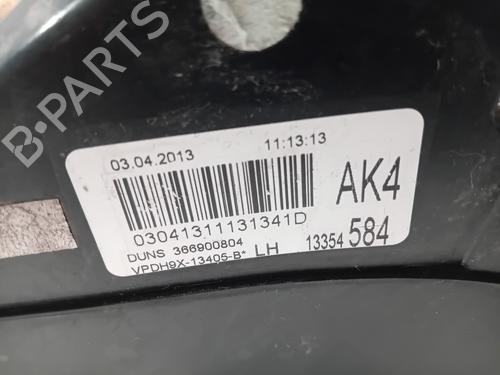 B-PARTS
03.04.2013 11:13:13
AK4
03041311131341D
DUNS 366900804
VPDH9X-13405-B* LH 13354 584